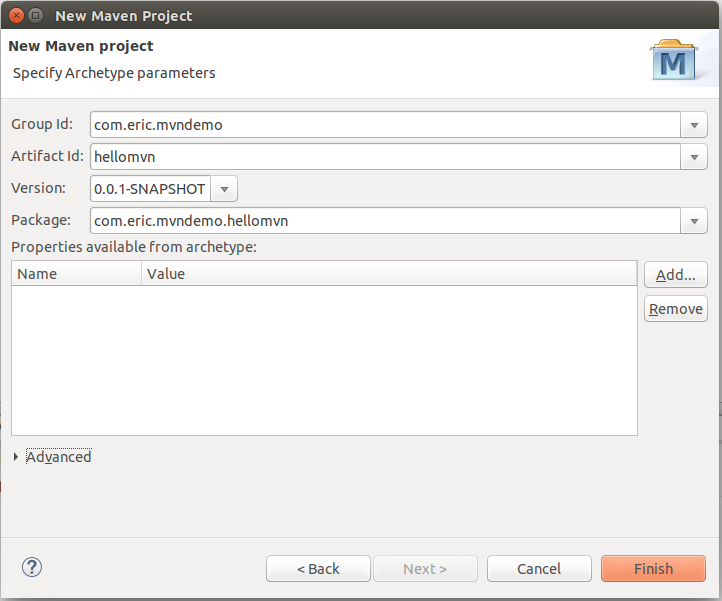 New Maven Project
New Maven project
Specify Archetype parameters
M
Group Id: com.eric.mvndemo
Artifact Id: hellomvn
Version: 0.0.1-SNAPSHOT
Package: com.eric.mvndemo.hellomvn
Properties available from archetype:
Name Value Add...
Remove
Advanced
? < Back Next > Cancel Finish